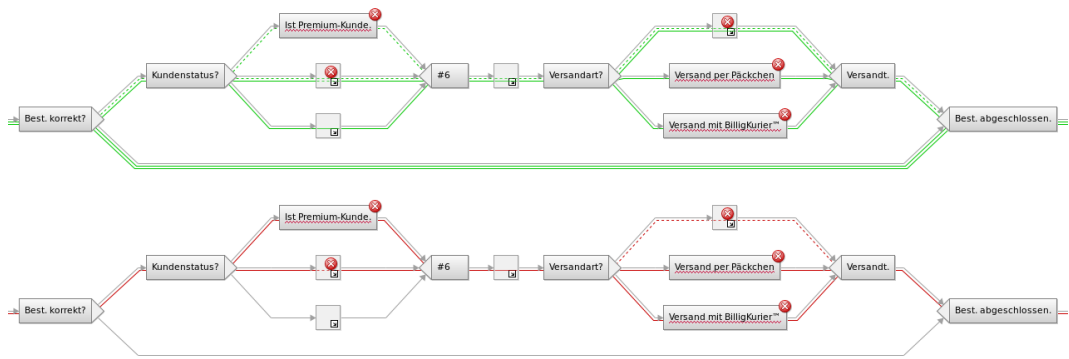 Ist Premium-Kunde.
Kundenstatus?
#6
Versandart?
Versand per Päckchen
Versandt.
Best. korrekt?
Versand mit BilligKurier™
Best. abgeschlossen.
Ist Premium-Kunde.
Kundenstatus?
#6
Versandart?
Versand per Päckchen
Versandt.
Best. korrekt?
Versand mit BilligKurier™
Best. abgeschlossen.